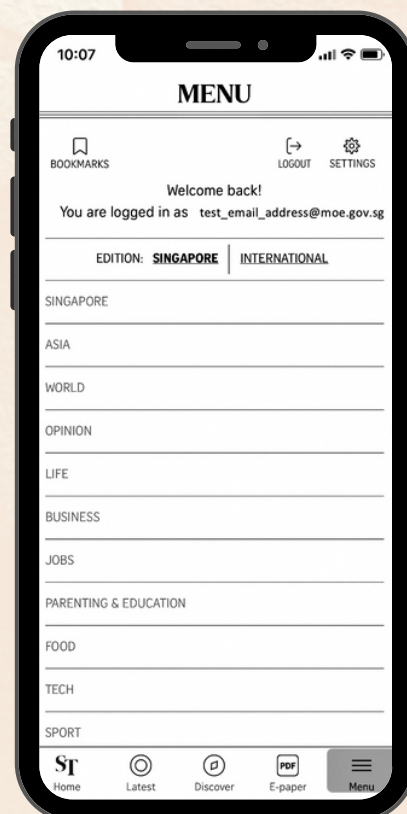 10:07
MENU
BOOKMARKS
LOGOUT SETTINGS
Welcome back!
You are logged in as test_email_address@moe.gov.sg
EDITION: SINGAPORE INTERNATIONAL
SINGAPORE
ASIA
WORLD
OPINION
LIFE
BUSINESS
JOBS
PARENTING & EDUCATION
FOOD
TECH
SPORT
ST PDF
Home Latest Discover E-paper Menu